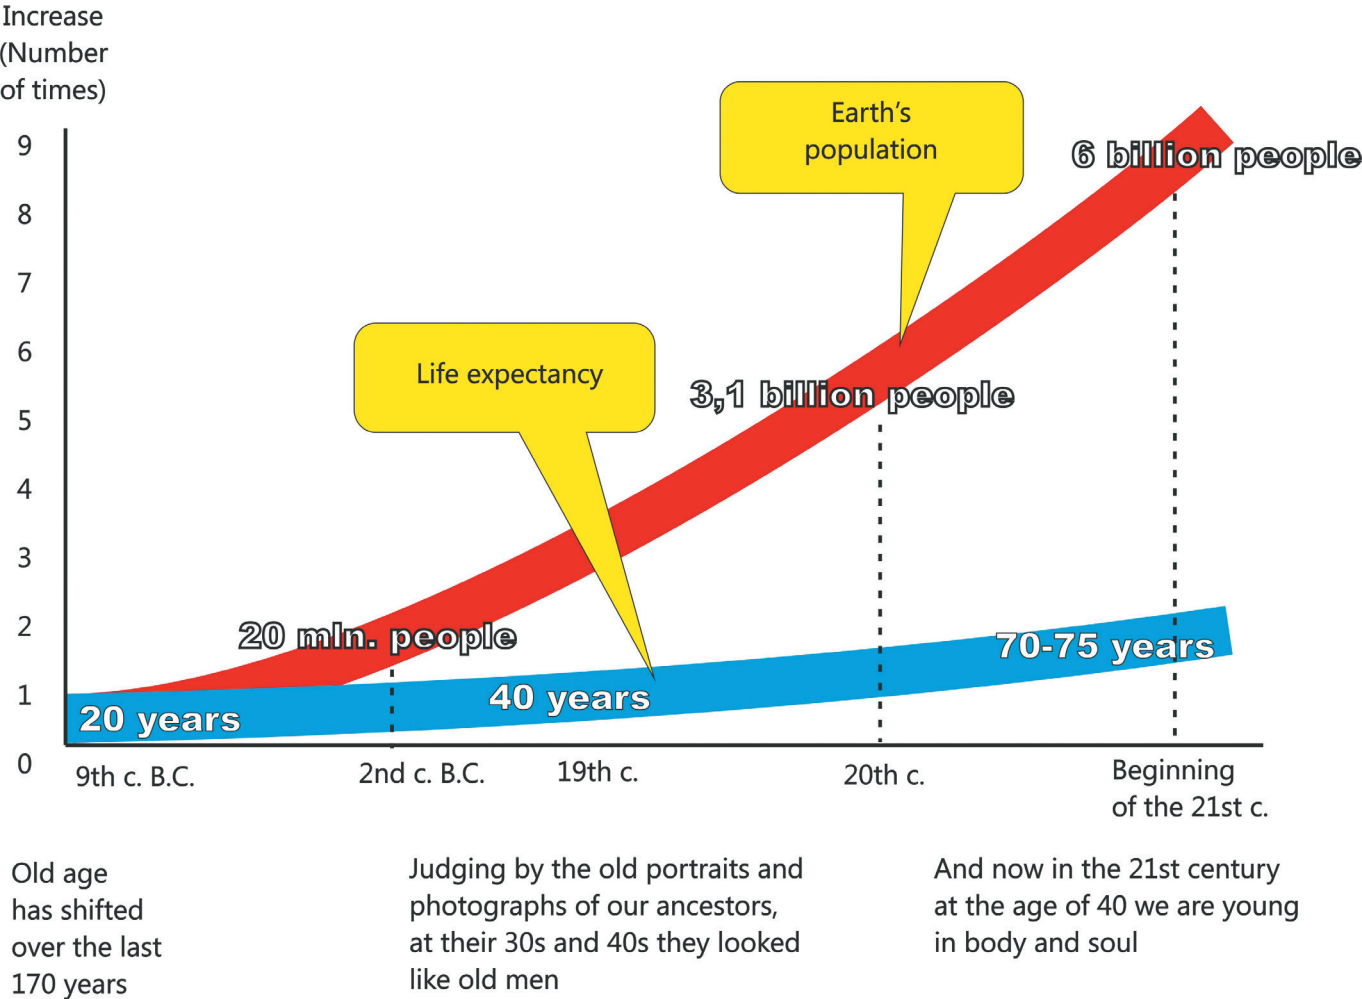 Increase
(Number
of times)
9
8
7
6
5
4
3
2
1
0
Earth's
population
6 billion people
Life expectancy
3,1 billion people
20 mln. people
70-75 years
40 years
20 years
9th c. B.C.
2nd c. B.C.
19th c.
20th c.
Beginning
of the 21st c.
Old age
has shifted
over the last
170 years
Judging by the old portraits and
photographs of our ancestors,
at their 30s and 40s they looked
like old men
And now in the 21st century
at the age of 40 we are young
in body and soul